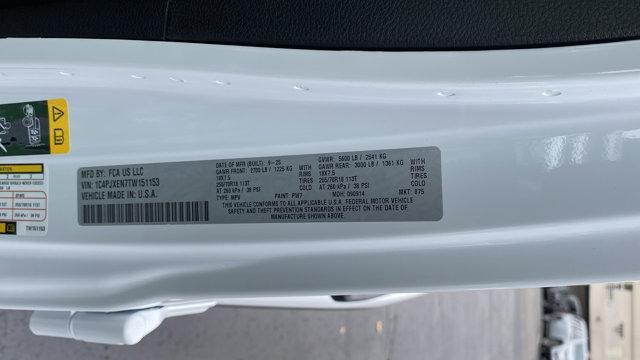 MFD BY: FCA US LLC
VIN: 1C4PJXEN7TW151153
VEHICLE MADE IN: U.S.A.
DATE OF MFR (BUILT): 9-25
GAWR FRONT: 2700 LB / 1225 KG WITH
18X7.5 RIMS
255/70R18 113T TIRES
AT 260 kPa / 38 PSI
TYPE: MPV PAINT: PW7
GVWR: 5600 LB / 2541 KG
GAWR REAR: 3000 LB / 1361 KG WITH
18X7.5 RIMS
255/70R18 113T TIRES
AT 260 kPa / 38 PSI
MDH: 090914 MKT: 875
THIS VEHICLE CONFORMS TO ALL APPLICABLE U.S.A. FEDERAL MOTOR VEHICLE
SAFETY AND THEFT PREVENTION STANDARDS IN EFFECT ON THE DATE OF
MANUFACTURE SHOWN ABOVE.
TW151153